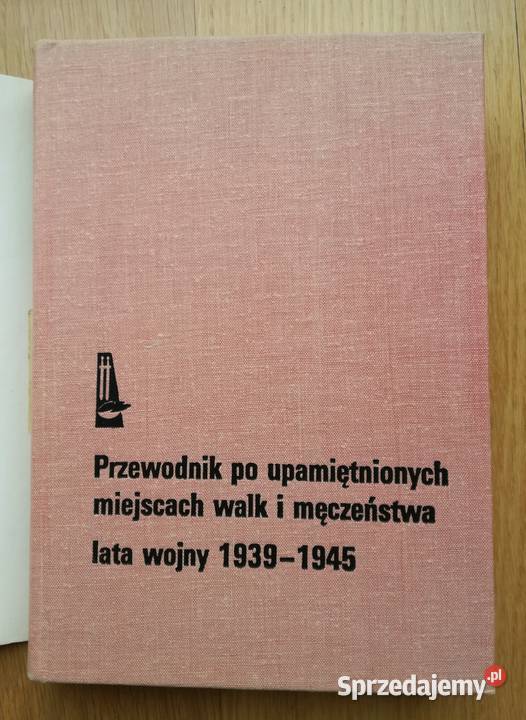 Przewodnik po upamiętnionych
miejscach walk i męczeństwa
lata wojny 1939–1945
Sprzedajemy.pl